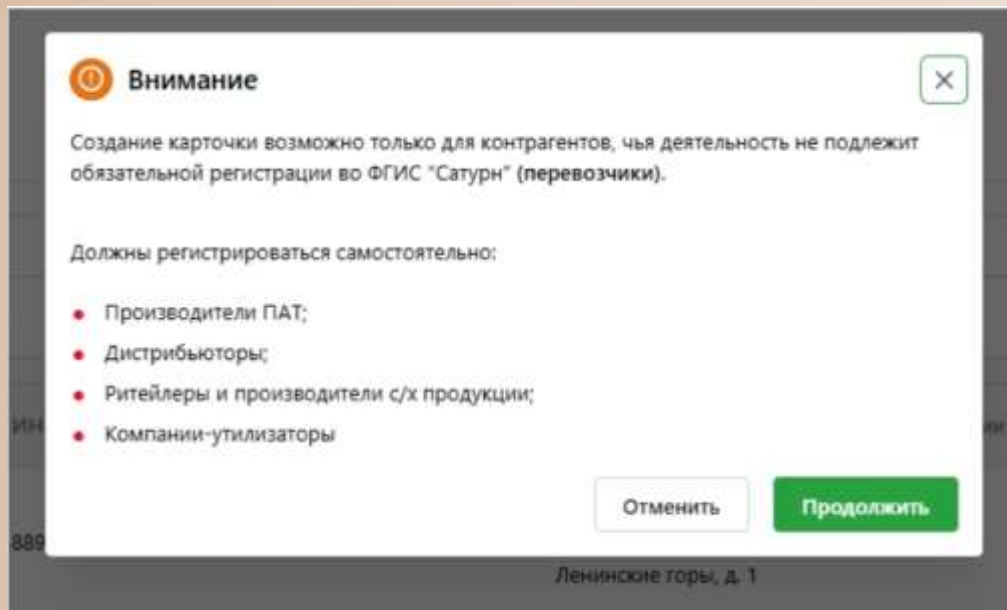 Внимание
Создание карточки возможно только для контрагентов, чья деятельность не подлежит
обязательной регистрации во ФГИС "Сатурн" (перевозчики).
Должны регистрироваться самостоятельно:
Производители ПАТ;
Дистрибьюторы;
Ритейлеры и производители с/х продукции;
Компании-утилизаторы
Отменить Продолжить
889
Ленинские горы, д. 1